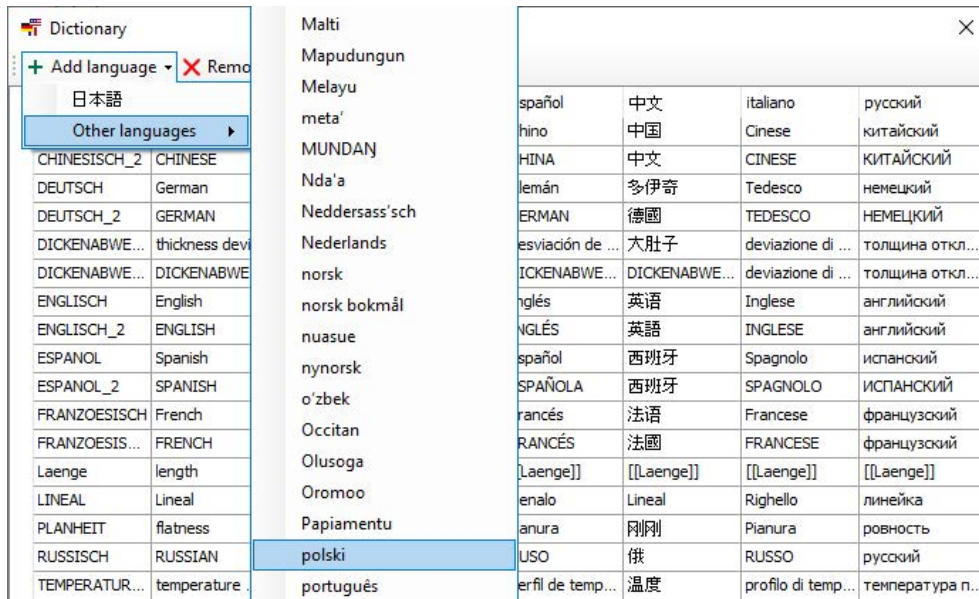 Dictionary
Add language Remo
日本語
Other languages
Malti
Mapudungun
Melayu
meta'
MUNDAŊ
Nda'a
Neddersass'sch
Nederlands
norsk
norsk bokmål
nuasue
nynorsk
o'zbek
Occitan
Olusoga
Oromoo
Papiamentu
polski
português
spañol 中文 italiano русский
hino 中国 Cinese китайский
CHINESISCH_2 CHINESE HINA 中文 CINESE КИТАЙСКИЙ
DEUTSCH German lemán 多伊奇 Tedesco немецкий
DEUTSCH_2 GERMAN ERMAN 德國 TEDESCO НЕМЕЦКИЙ
DICKENABWE... thickness devi esviación de ... 大肚子 deviazione di ... толщина откл...
DICKENABWE... DICKENABWE ICKENABWE... DICKENABWE... deviazione di ... толщина откл...
ENGLISCH English nglés 英语 Inglese английский
ENGLISCH_2 ENGLISH NGLÉS 英語 INGLESE английский
ESPANOL Spanish spañol 西班牙 Spagnolo испанский
ESPANOL_2 SPANISH SPAÑOLA 西班牙 SPAGNOLO ИСПАНСКИЙ
FRANZOESISCH French rancés 法语 Francese французский
FRANZOESIS... FRENCH RANCÉS 法國 FRANCESE французский
Laenge length [Laenge]] [[Laenge]] [[Laenge]] [[Laenge]]
LINEAL Lineal enalo Lineal Righello линейка
PLANHEIT flatness anura 刚刚 Pianura ровность
RUSSISCH RUSSIAN USO 俄 RUSSO русский
TEMPERATUR... temperature . erfil de temp... 温度 profilo di temp... температура п...